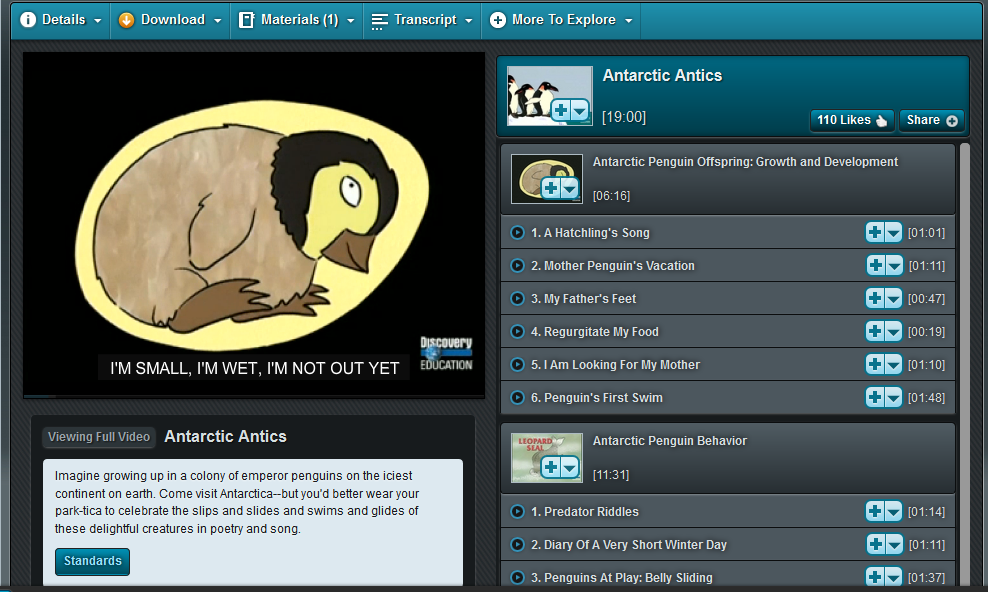 Details
Download
Materials (1)
Transcript
More To Explore
I'M SMALL, I'M WET, I'M NOT OUT YET
Discovery
EDUCATION
Viewing Full Video
Antarctic Antics
Imagine growing up in a colony of emperor penguins on the iciest
continent on earth. Come visit Antarctica--but you'd better wear your
park-tica to celebrate the slips and slides and swims and glides of
these delightful creatures in poetry and song.
Standards
Antarctic Antics
[19:00]
110 Likes
Share
Antarctic Penguin Offspring: Growth and Development
[06:16]
1. A Hatchling's Song [01:01]
2. Mother Penguin's Vacation [01:11]
3. My Father's Feet [00:47]
4. Regurgitate My Food [00:19]
5. I Am Looking For My Mother [01:10]
6. Penguin's First Swim [01:48]
LEOPARD
SEAL
Antarctic Penguin Behavior
[11:31]
1. Predator Riddles [01:14]
2. Diary Of A Very Short Winter Day [01:11]
3. Penguins At Play: Belly Sliding [01:37]